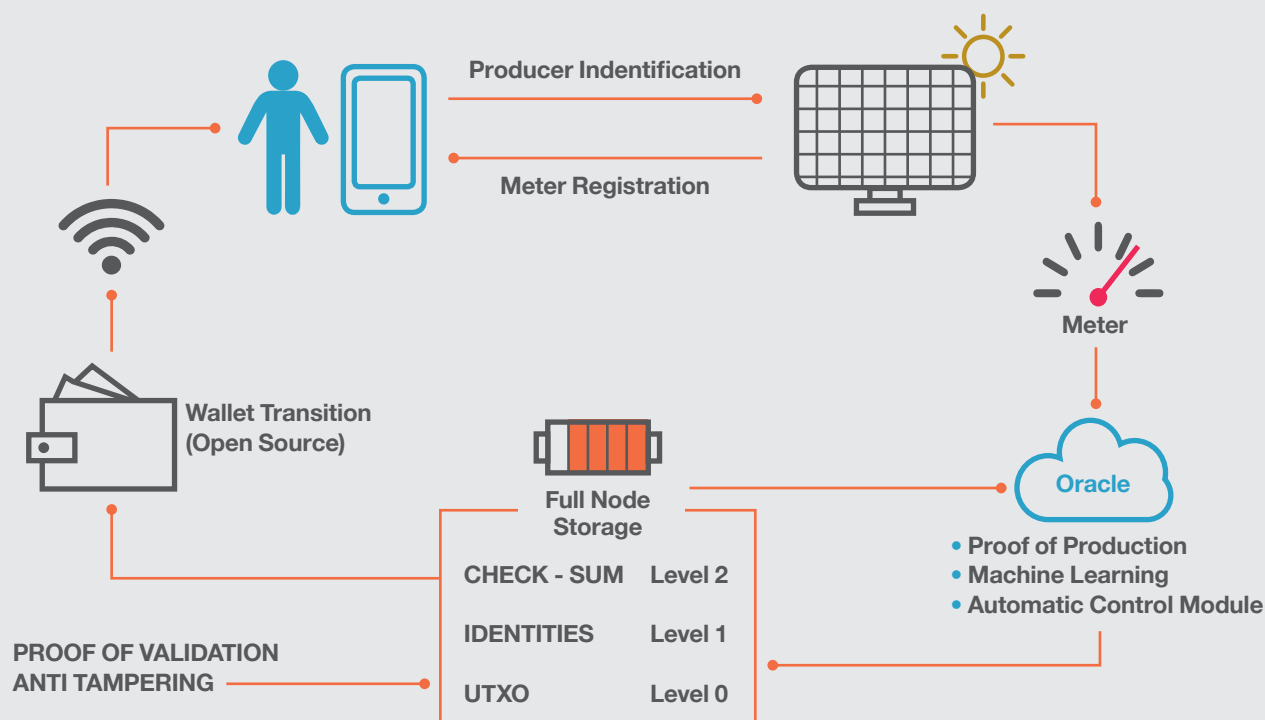 Producer Indentification
Meter Registration
Meter
Wallet Transition
(Open Source)
Full Node
Storage
Oracle
• Proof of Production
• Machine Learning
• Automatic Control Module
CHECK - SUM Level 2
IDENTITIES Level 1
UTXO Level 0
PROOF OF VALIDATION
ANTI TAMPERING